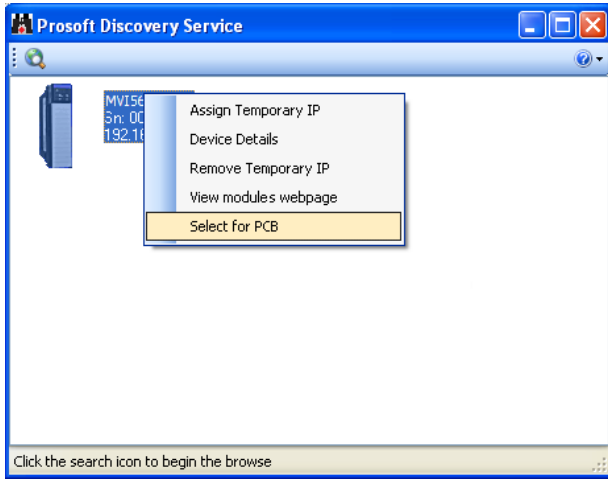 Prosoft Discovery Service
MVI56
Assign Temporary IP
Sn: 00
Device Details
192.16
Remove Temporary IP
View modules webpage
Select for PCB
Click the search icon to begin the browse